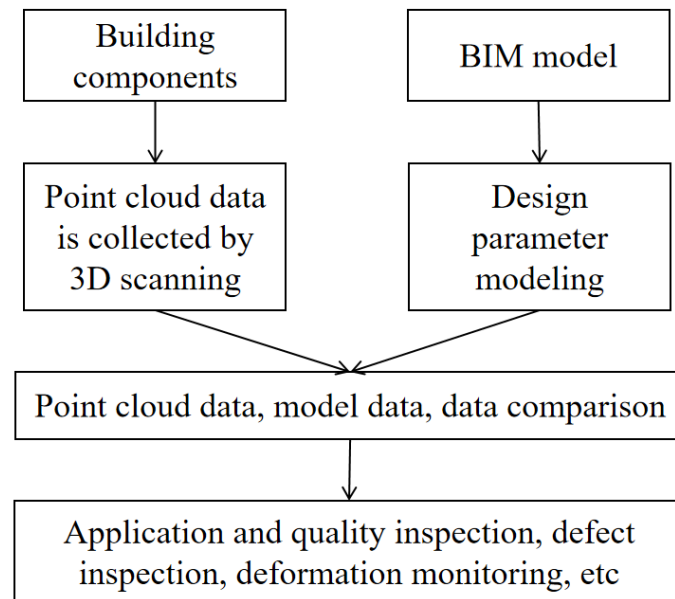 Building
components
BIM model
Point cloud data
is collected by
3D scanning
Design
parameter
modeling
Point cloud data, model data, data comparison
Application and quality inspection, defect
inspection, deformation monitoring, etc